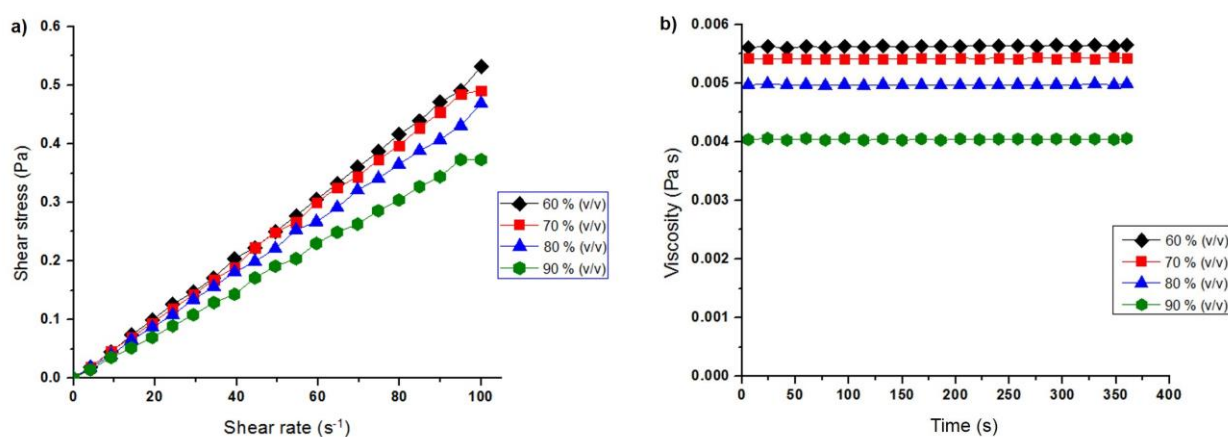 a)
0.6
0.5
0.4
0.3
0.2
0.1
0.0
Shear stress (Pa)
0 20 40 60 80 100
Shear rate (s⁻¹)
60 % (v/v)
70 % (v/v)
80 % (v/v)
90 % (v/v)
b)
0.006
0.005
0.004
0.003
0.002
0.001
0.000
Viscosity (Pa s)
0 50 100 150 200 250 300 350 400
Time (s)
60 % (v/v)
70 % (v/v)
80 % (v/v)
90 % (v/v)